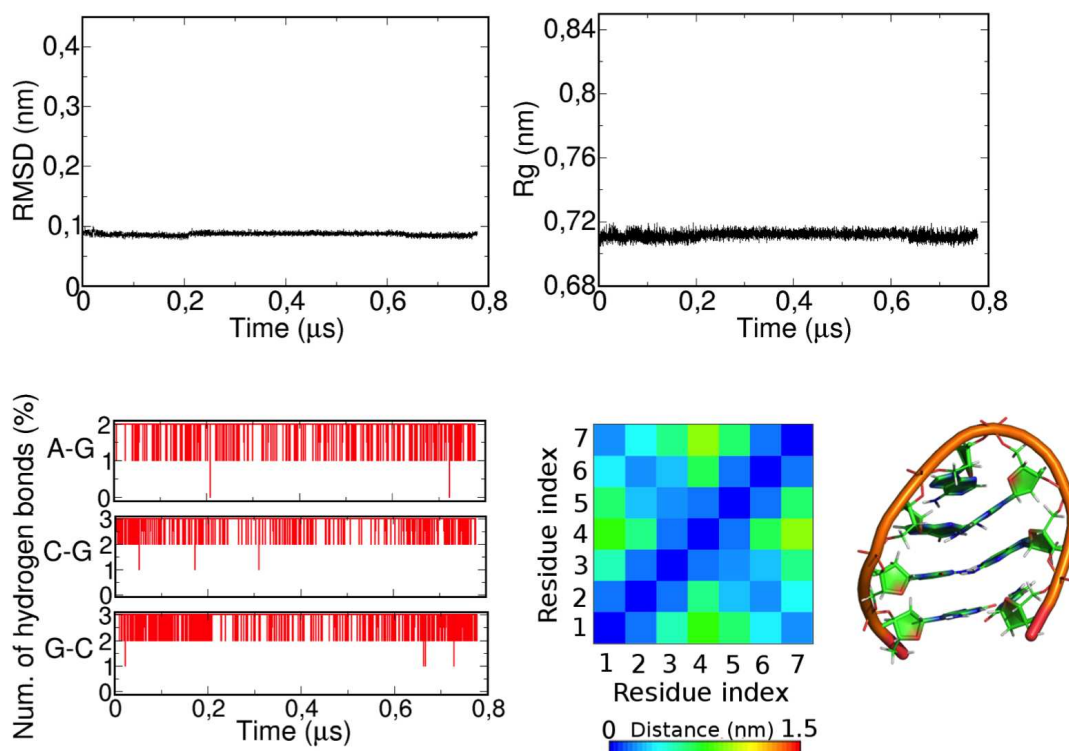 RMSD (nm)
0,4
0,3
0,2
0,1
0
0 0,2 0,4 0,6 0,8
Time (μs)
Rg (nm)
0,84
0,8
0,76
0,72
0,68
0 0,2 0,4 0,6 0,8
Time (μs)
Num. of hydrogen bonds (%)
A-G
2
1
0
C-G
3
2
1
0
G-C
3
2
1
0
0 0,2 0,4 0,6 0,8
Time (μs)
Residue index
7
6
5
4
3
2
1
1 2 3 4 5 6 7
Residue index
0 Distance (nm) 1.5